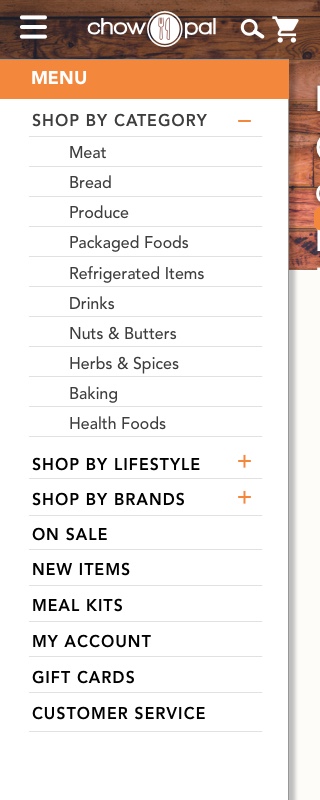 chow pal
MENU
SHOP BY CATEGORY
Meat
Bread
Produce
Packaged Foods
Refrigerated Items
Drinks
Nuts & Butters
Herbs & Spices
Baking
Health Foods
SHOP BY LIFESTYLE
SHOP BY BRANDS
ON SALE
NEW ITEMS
MEAL KITS
MY ACCOUNT
GIFT CARDS
CUSTOMER SERVICE